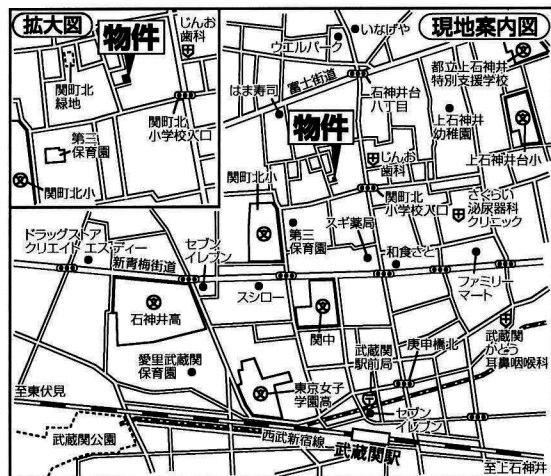 拡大図
物件
じんお
歯科
関町北
緑地
関町北
小学校入口
第三
保育園
関町北小
現地案内図
いなげや
ウエルパーク
富士街道
石神井台
八丁目
都立上石神井
特別支援学校
はま寿司
物件
上石神井
幼稚園
上石神井台小
じんお
歯科
関町北小
関町北
小学校入口
さくらい
泌尿器科
クリニック
ドラッグストア
クリエイト エス・ディー
セブン
イレブン
第三
保育園
スギ薬局
和食さと
新青梅街道
スシロー
ファミリー
マート
石神井高
関中
愛里武蔵関
保育園
武蔵関
駅前局
庚申橋北
武蔵関
かとう
耳鼻咽喉科
至東伏見
東京女子
学園高
セブン
イレブン
武蔵関公園
西武新宿線
武蔵関駅
至上石神井